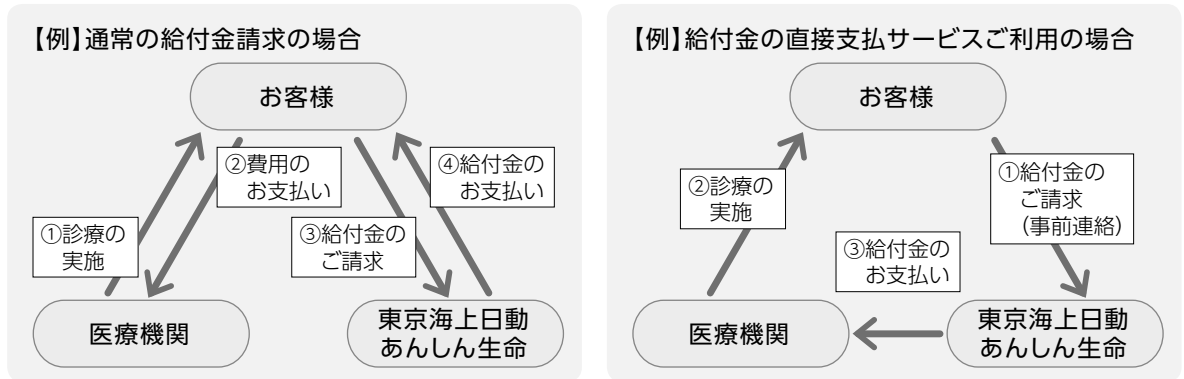 【例】通常の給付金請求の場合
お客様
②費用の
お支払い
④給付金の
お支払い
①診療の
実施
③給付金の
ご請求
医療機関
東京海上日動
あんしん生命
【例】給付金の直接支払サービスご利用の場合
お客様
①給付金の
ご請求
（事前連絡）
②診療の
実施
③給付金の
お支払い
医療機関
東京海上日動
あんしん生命